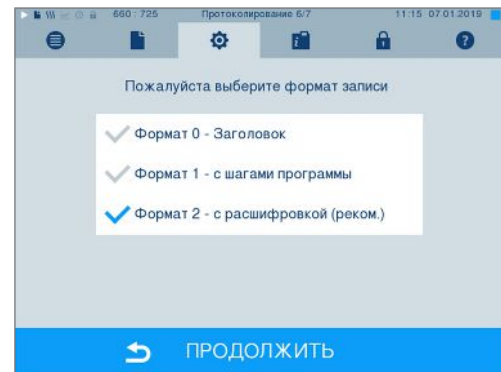 660 : 725 Протоколирование 6/7 11:15 07.01.2019
Пожалуйста выберите формат записи
Формат 0 - Заголовок
Формат 1 - с шагами программы
Формат 2 - с расшифровкой (реком.)
ПРОДОЛЖИТЬ